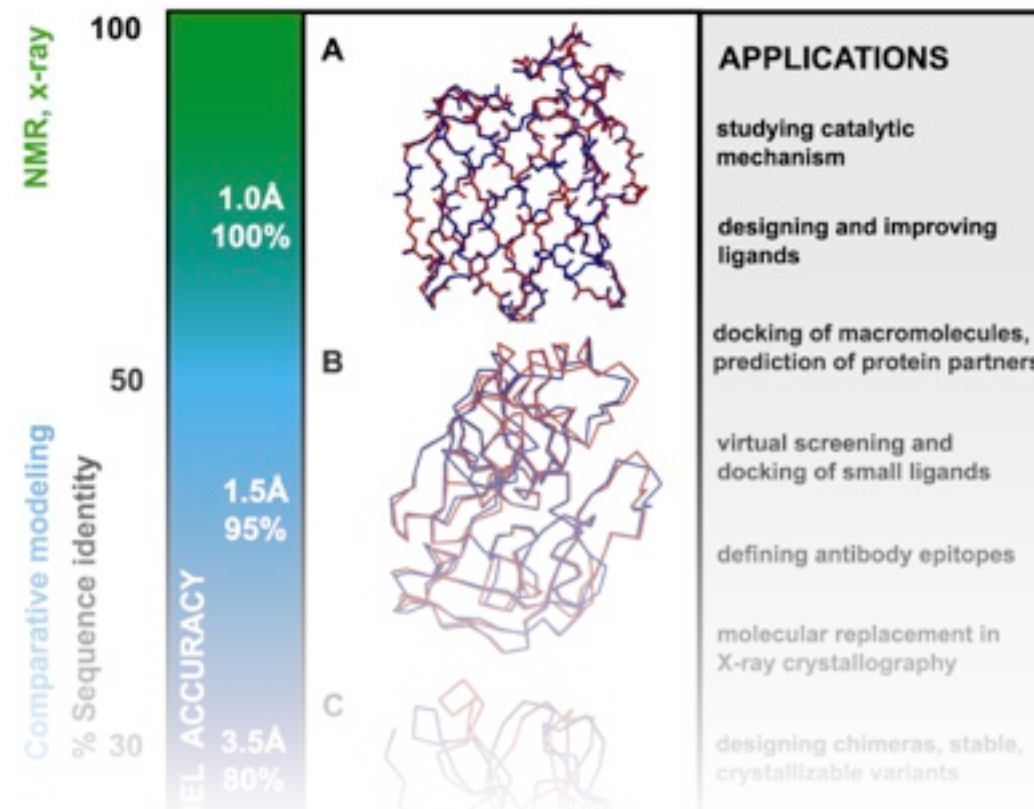 NMR, x-ray
Comparative modeling
% Sequence identity
100
50
30
ACCURACY
1.0Å
100%
1.5Å
95%
3.5Å
80%
A
B
C
APPLICATIONS
studying catalytic
mechanism
designing and improving
ligands
docking of macromolecules,
prediction of protein partners
virtual screening and
docking of small ligands
defining antibody epitopes
molecular replacement in
X-ray crystallography
designing chimeras, stable,
crystallizable variants